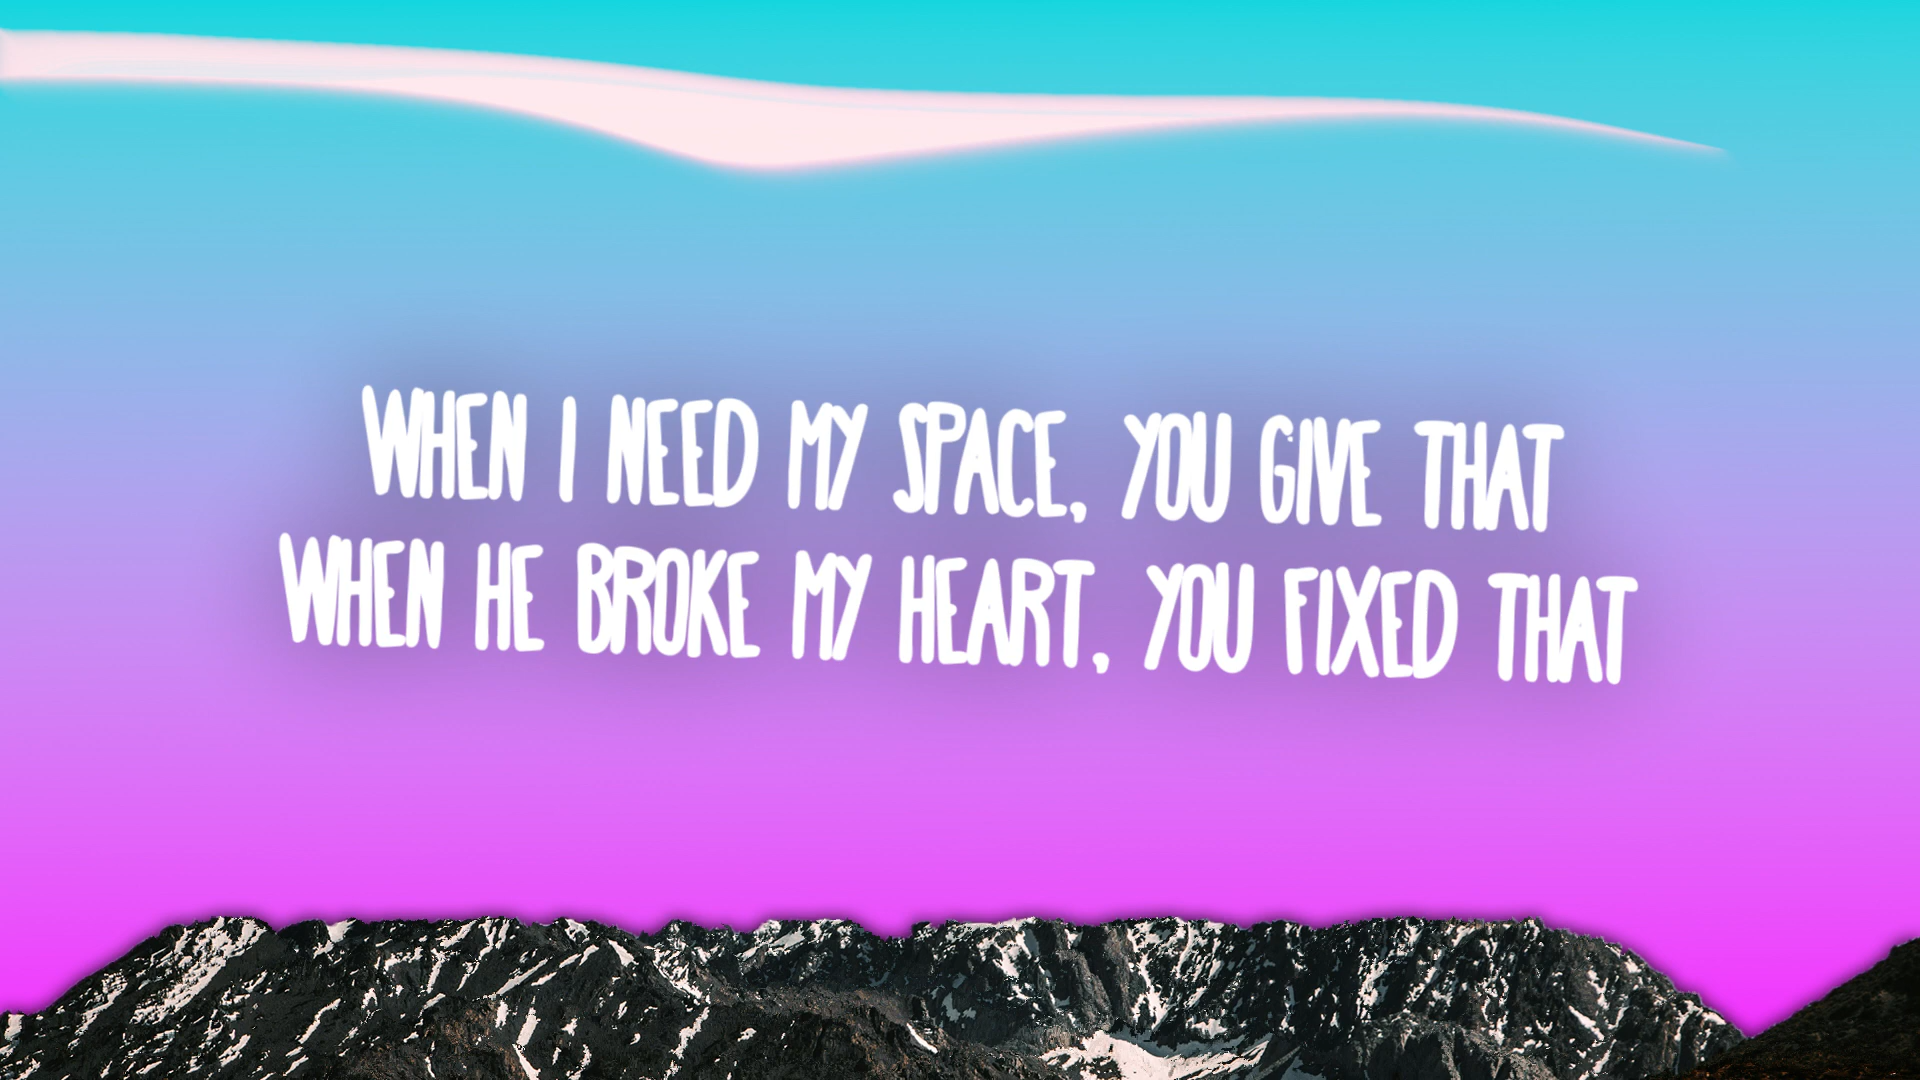 WHEN I NEED MY SPACE, YOU GIVE THAT
WHEN HE BROKE MY HEART, YOU FIXED THAT